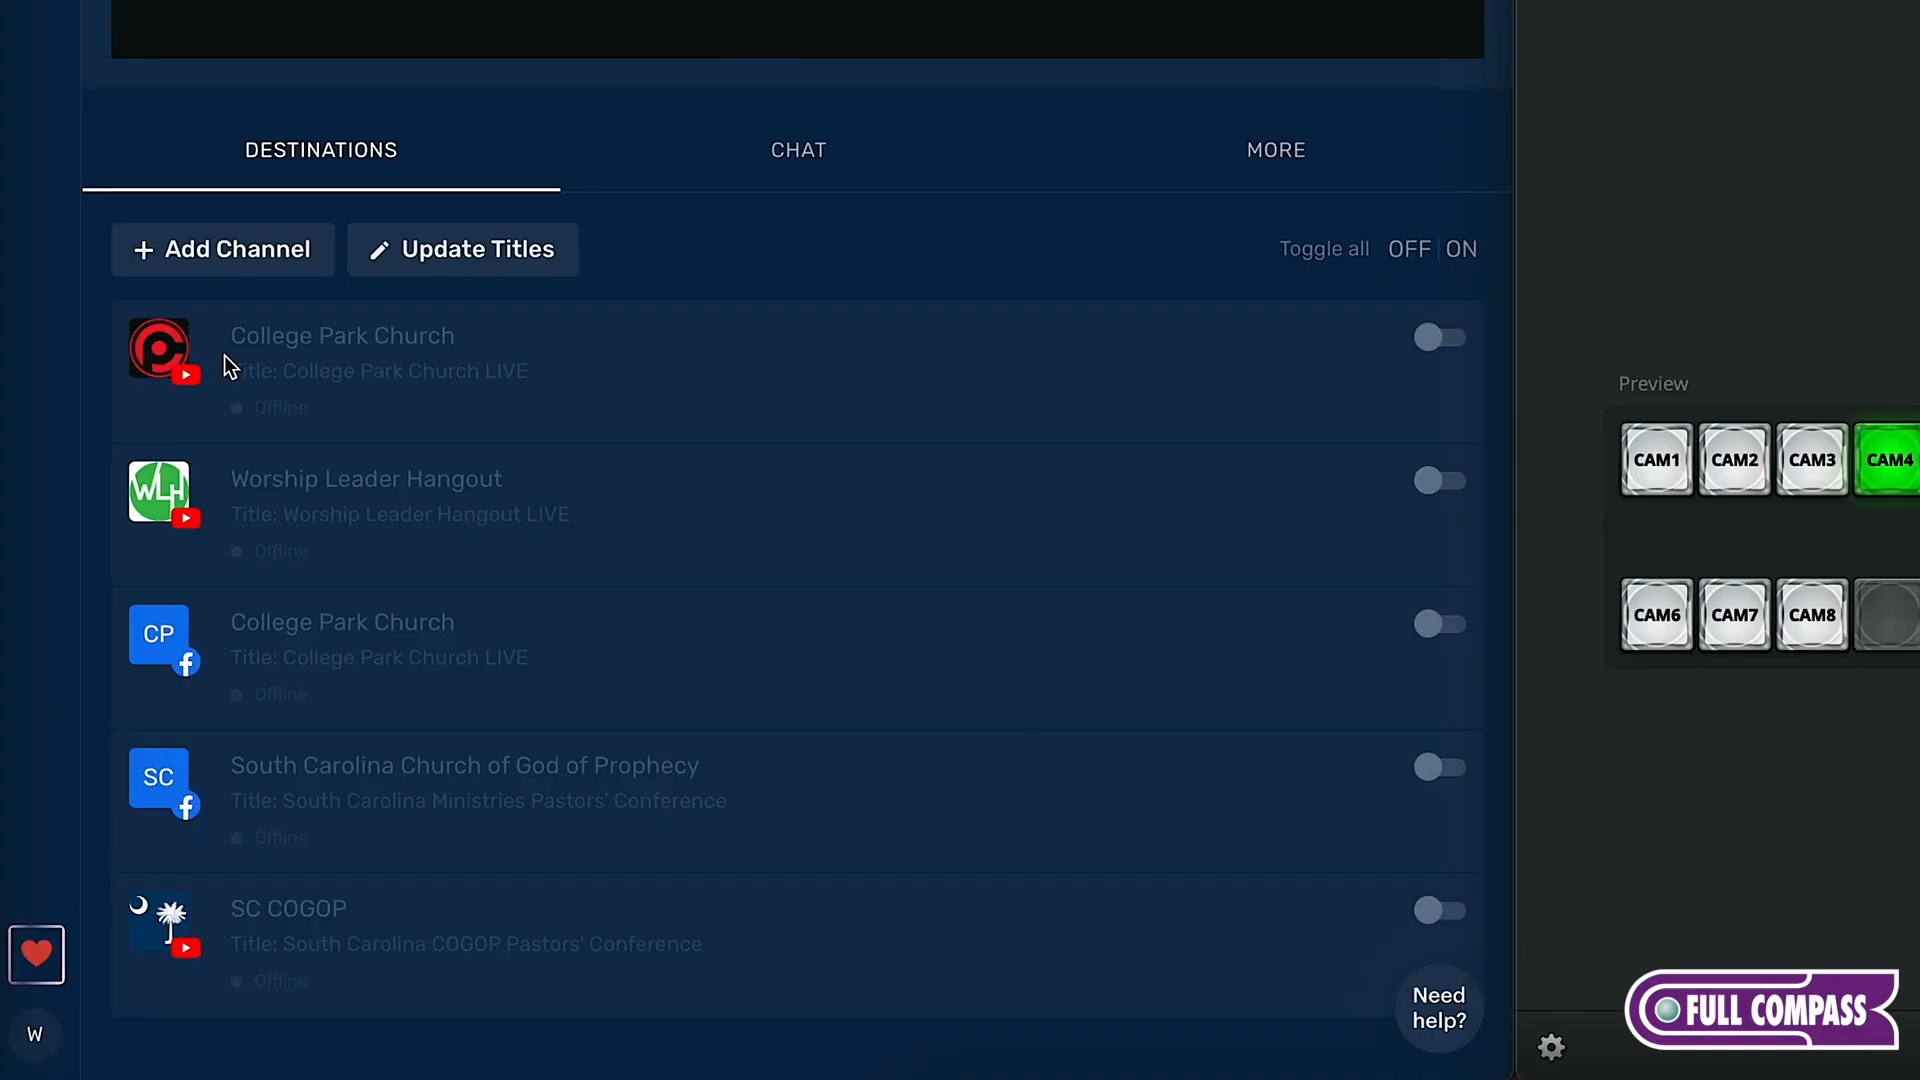 DESTINATIONS CHAT MORE
+ Add Channel Update Titles Toggle all OFF | ON
College Park Church
Title: College Park Church LIVE
Offline
WLH
Worship Leader Hangout
Title: Worship Leader Hangout LIVE
Offline
CP
College Park Church
Title: College Park Church LIVE
Offline
SC
South Carolina Church of God of Prophecy
Title: South Carolina Ministries Pastors' Conference
Offline
SC COGOP
Title: South Carolina COGOP Pastors' Conference
Offline
W
Need
help?
Preview
CAM1 CAM2 CAM3 CAM4
CAM6 CAM7 CAM8
FULL COMPASS